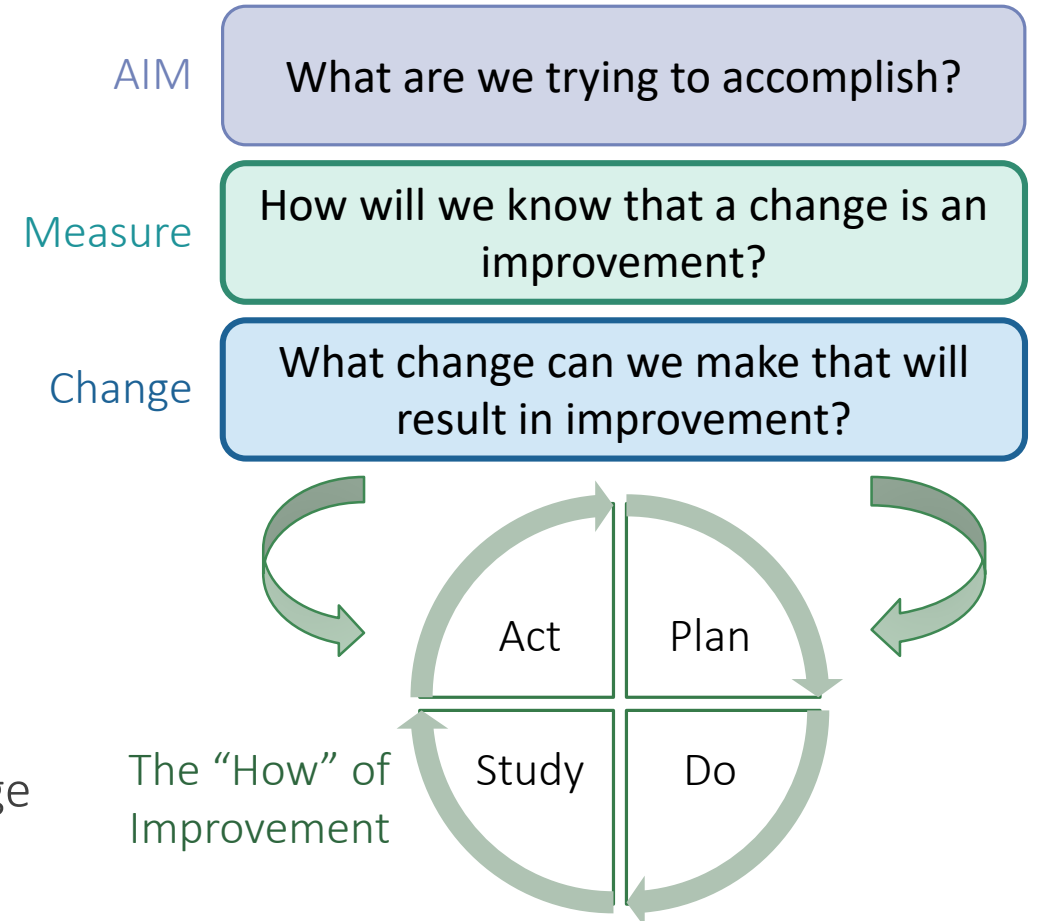 AIM
What are we trying to accomplish?
Measure
How will we know that a change is an
improvement?
Change
What change can we make that will
result in improvement?
Act
Plan
Study
Do
The “How” of
Improvement